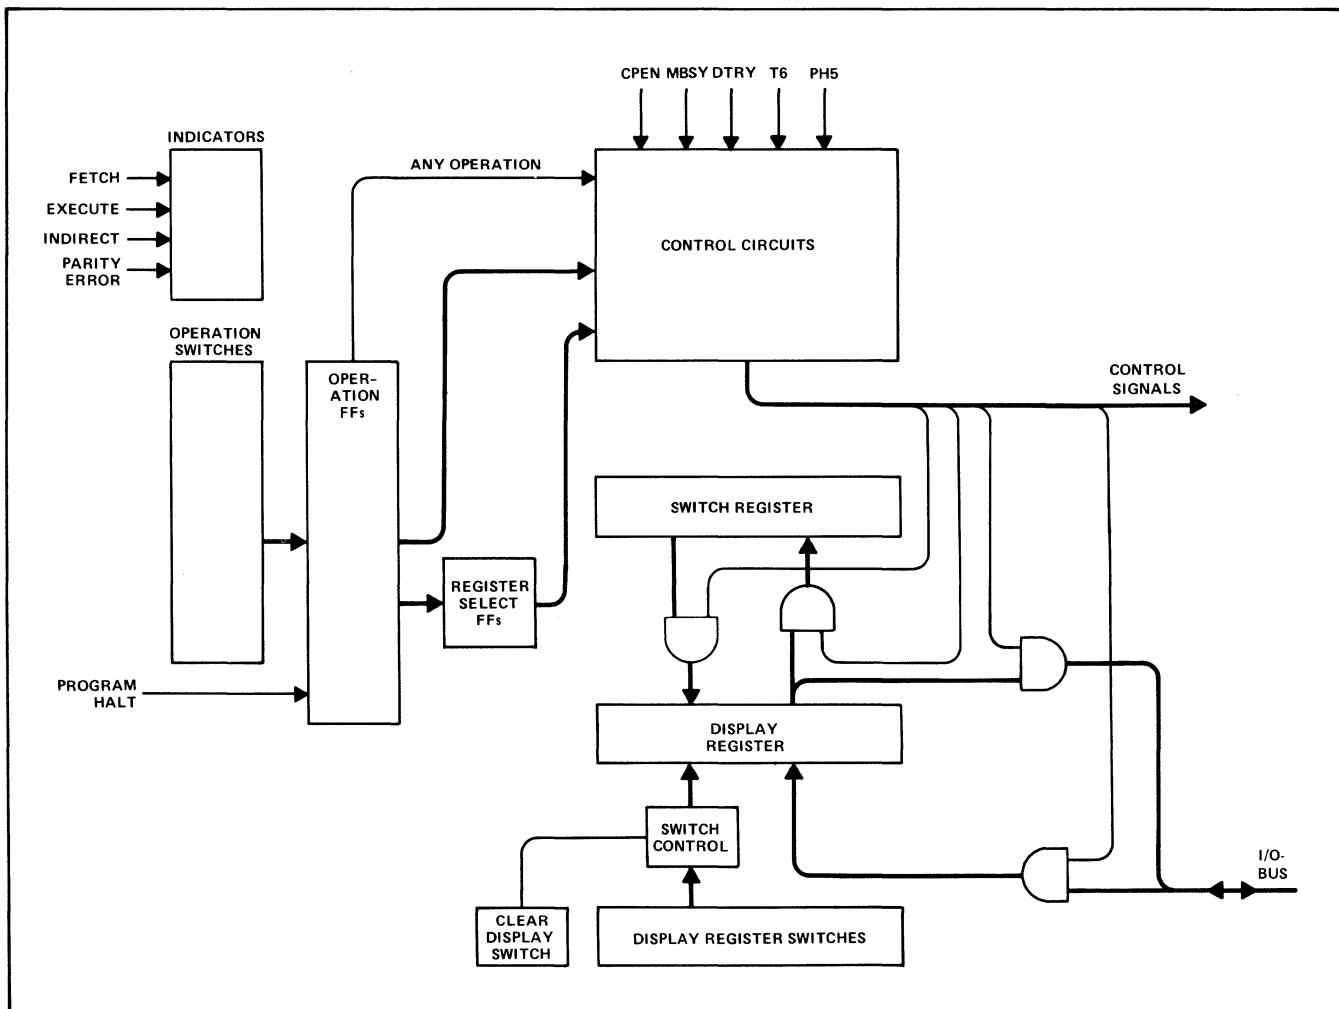 CPEN MBSY DTRY T6 PH5
INDICATORS
FETCH
EXECUTE
INDIRECT
PARITY
ERROR
ANY OPERATION
CONTROL CIRCUITS
OPERATION
SWITCHES
OPER-
ATION
FFs
CONTROL
SIGNALS
SWITCH REGISTER
REGISTER
SELECT
FFs
PROGRAM
HALT
DISPLAY
REGISTER
SWITCH
CONTROL
I/O-
BUS
CLEAR
DISPLAY
SWITCH
DISPLAY REGISTER SWITCHES